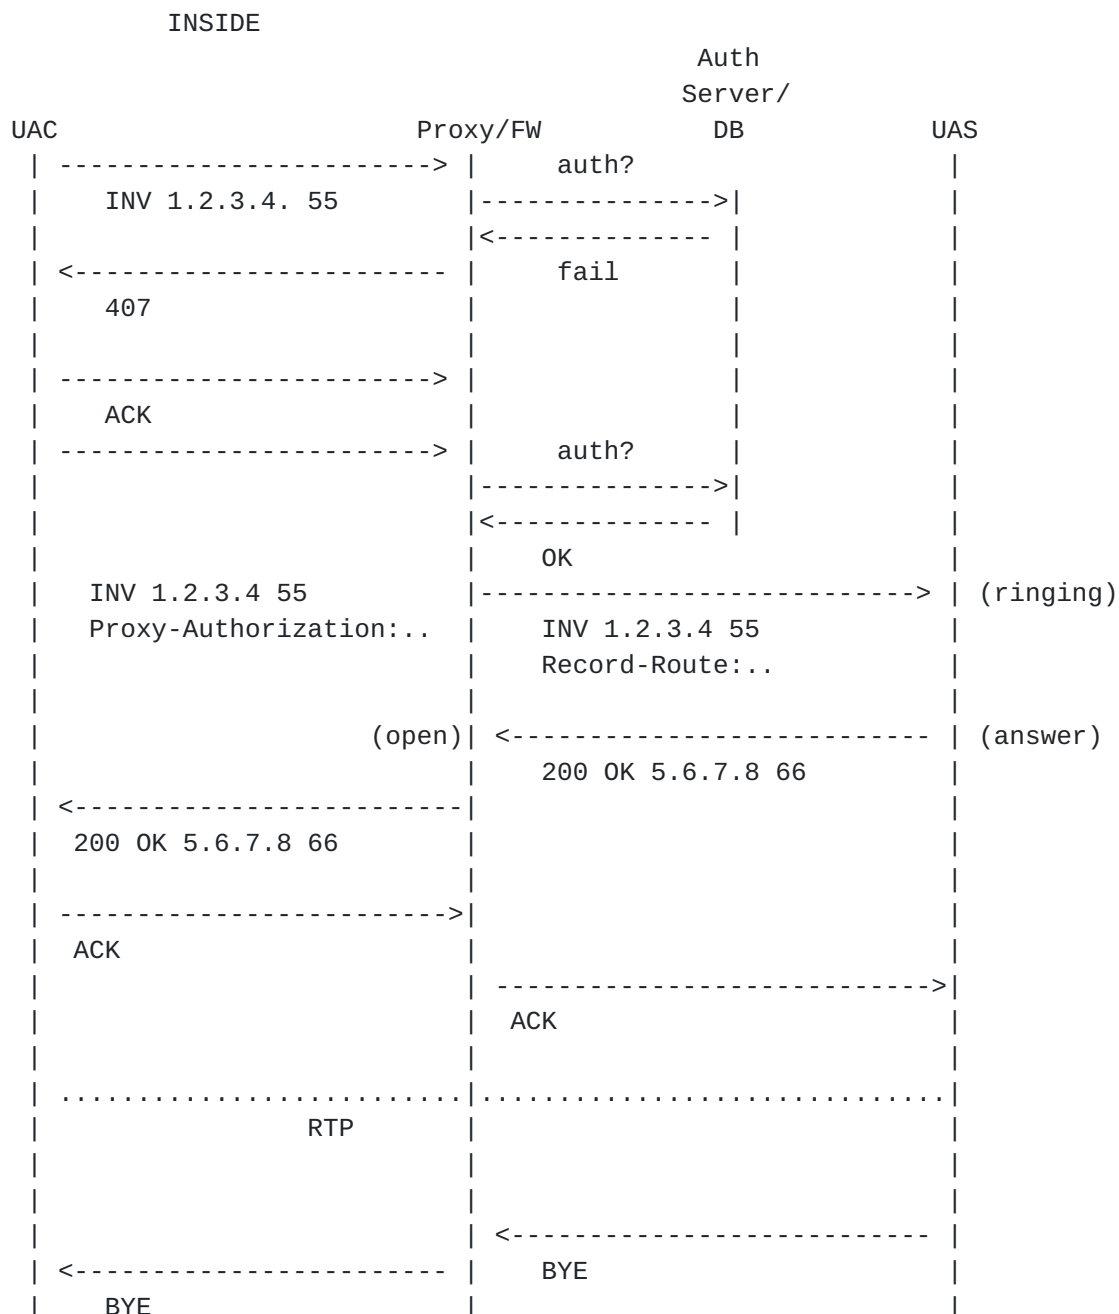 INSIDE
Auth
Server/
UAC Proxy/FW DB UAS
| ------------------------> | auth? |
| INV 1.2.3.4. 55 |--------------->| |
| |<-------------- | |
| <------------------------ | fail | |
| 407 | | |
| | | |
| ------------------------> | | |
| ACK | | |
| ------------------------> | auth? | |
| |--------------->| |
| |<-------------- | |
| | OK |
| INV 1.2.3.4 55 |----------------------------> | (ringing)
| Proxy-Authorization:.. | INV 1.2.3.4 55 |
| | Record-Route:.. |
| | |
| (open)| <---------------------------- | (answer)
| | 200 OK 5.6.7.8 66 |
| <-------------------------| |
| 200 OK 5.6.7.8 66 | |
| | |
| ------------------------->| |
| ACK | |
| | ---------------------------->|
| | ACK |
| | |
| ..........................|..............................|
| RTP | |
| | |
| | |
| | <---------------------------- |
| <------------------------ | BYE |
| BYE | |